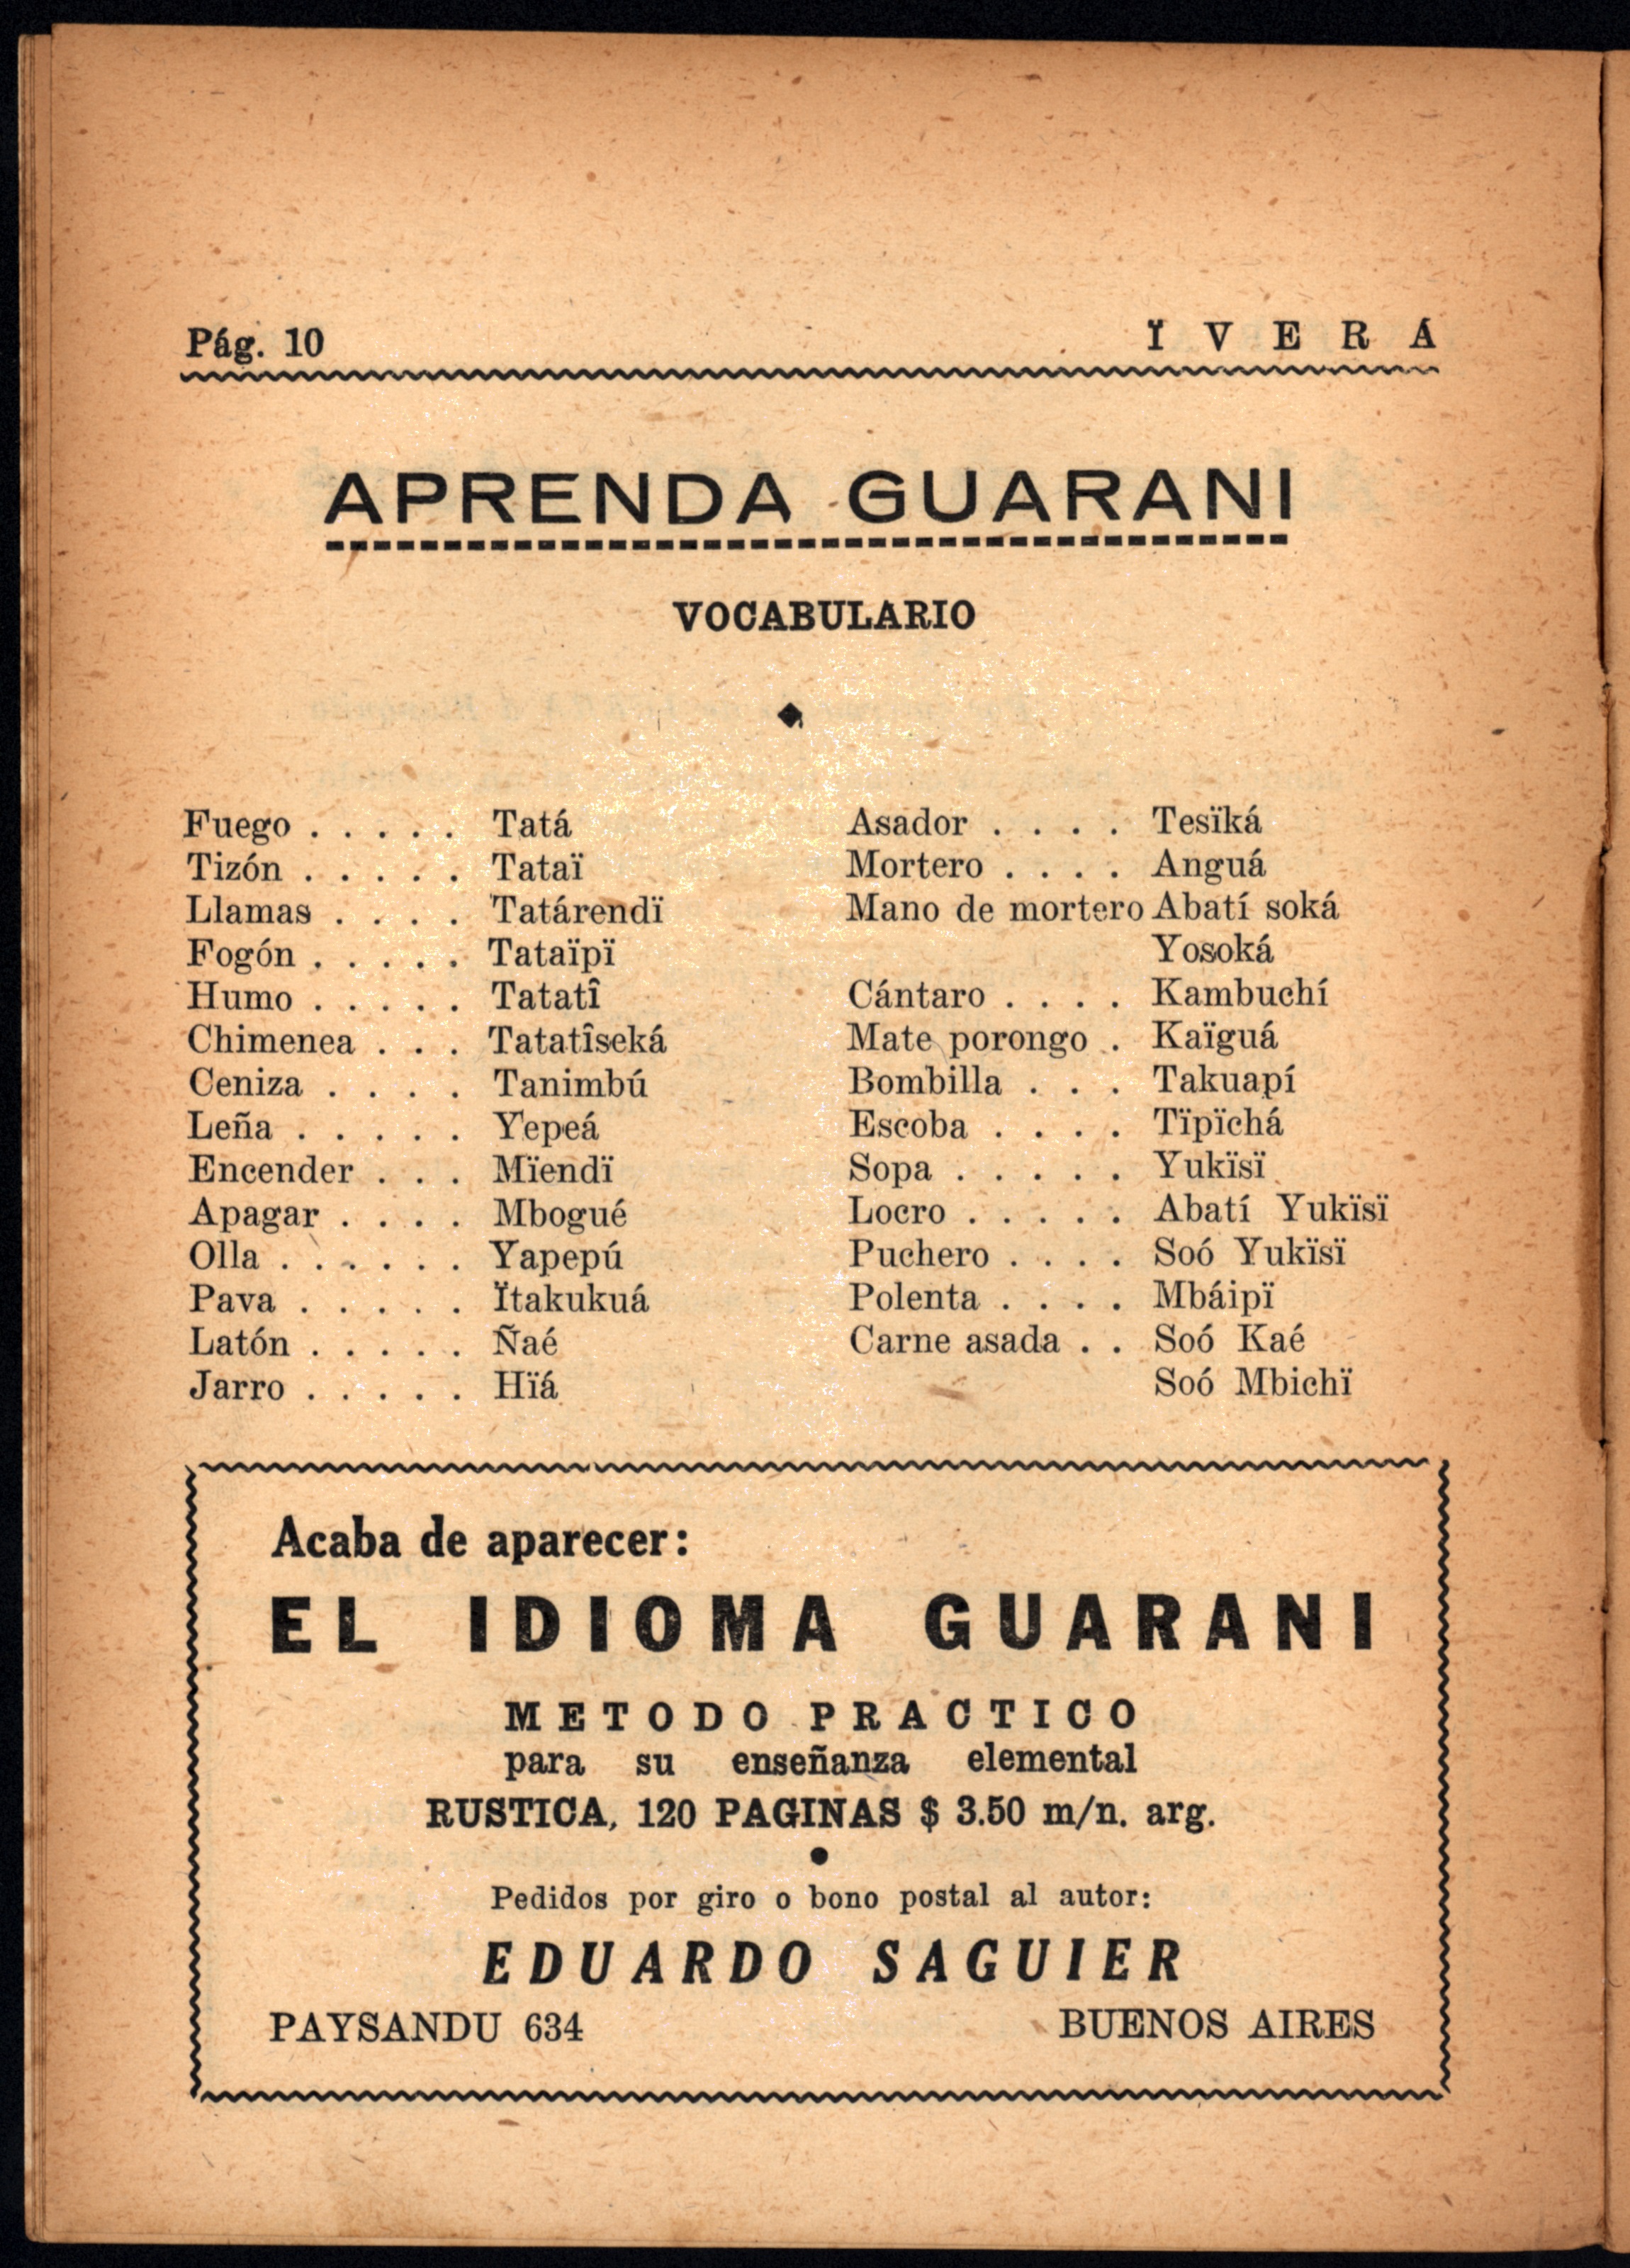 Pág. 10
Ï V E R Á
APRENDA GUARANI
VOCABULARIO
Fuego . . . . . Tatá
Tizón . . . . . Tataï
Llamas . . . . Tatárendï
Fogón . . . . . Tataïpï
Humo . . . . . Tatatî
Chimenea . . . Tatatîseká
Ceniza . . . . Tanimbú
Leña . . . . . Yepeá
Encender . . . Mïendï
Apagar . . . . Mbogué
Olla . . . . . . Yapepú
Pava . . . . . Ïtakukuá
Latón . . . . . Ñaé
Jarro . . . . . Hïá
Asador . . . . Tesïká
Mortero . . . . Anguá
Mano de mortero Abatí soká
Yosoká
Cántaro . . . . Kambuchí
Mate porongo . Kaïguá
Bombilla . . . Takuapí
Escoba . . . . Tïpïchá
Sopa . . . . . Yukïsï
Locro . . . . . Abatí Yukïsï
Puchero . . . . Soó Yukïsï
Polenta . . . . Mbáipï
Carne asada . . Soó Kaé
Soó Mbichï
Acaba de aparecer:
EL IDIOMA GUARANI
METODO PRACTICO
para su enseñanza elemental
RUSTICA, 120 PAGINAS $ 3.50 m/n. arg.
Pedidos por giro o bono postal al autor:
EDUARDO SAGUIER
PAYSANDU 634 BUENOS AIRES